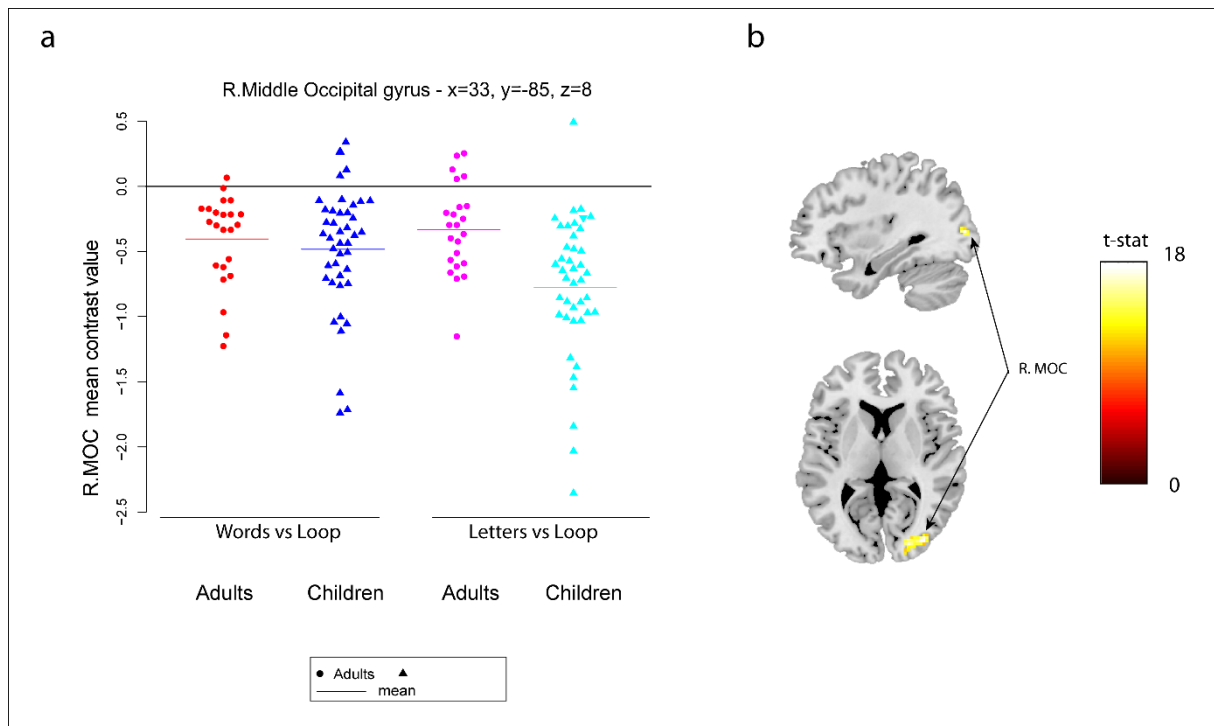 a
b
R.Middle Occipital gyrus - x=33, y=-85, z=8
R.MOC mean contrast value
0.5
0.0
−0.5
−1.0
−1.5
−2.0
−2.5
Words vs Loop
Letters vs Loop
Adults
Children
Adults
Children
Adults
mean
R. MOC
t-stat
18
0